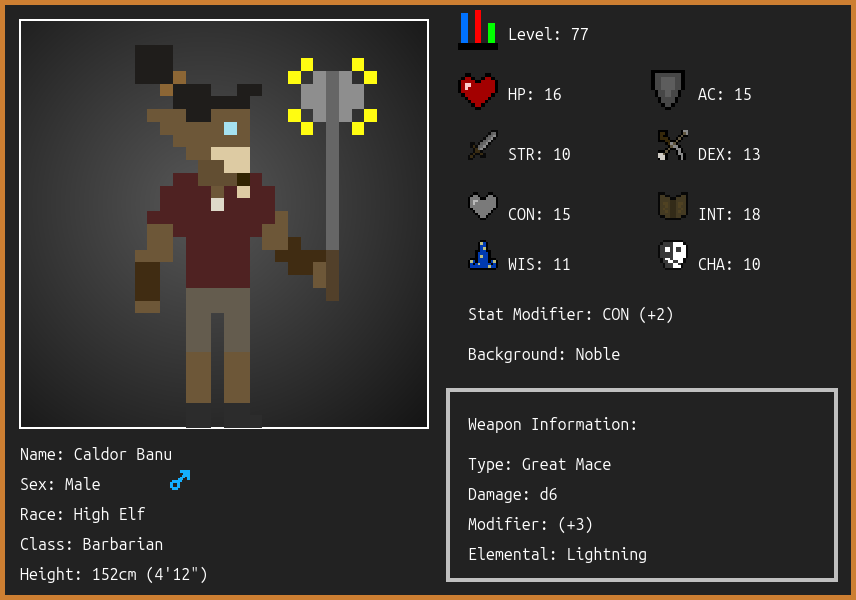 Level: 77
HP: 16
AC: 15
STR: 10
DEX: 13
CON: 15
INT: 18
WIS: 11
CHA: 10
Stat Modifier: CON (+2)
Background: Noble
Weapon Information:
Type: Great Mace
Damage: d6
Modifier: (+3)
Elemental: Lightning
Name: Caldor Banu
Sex: Male
Race: High Elf
Class: Barbarian
Height: 152cm (4'12")